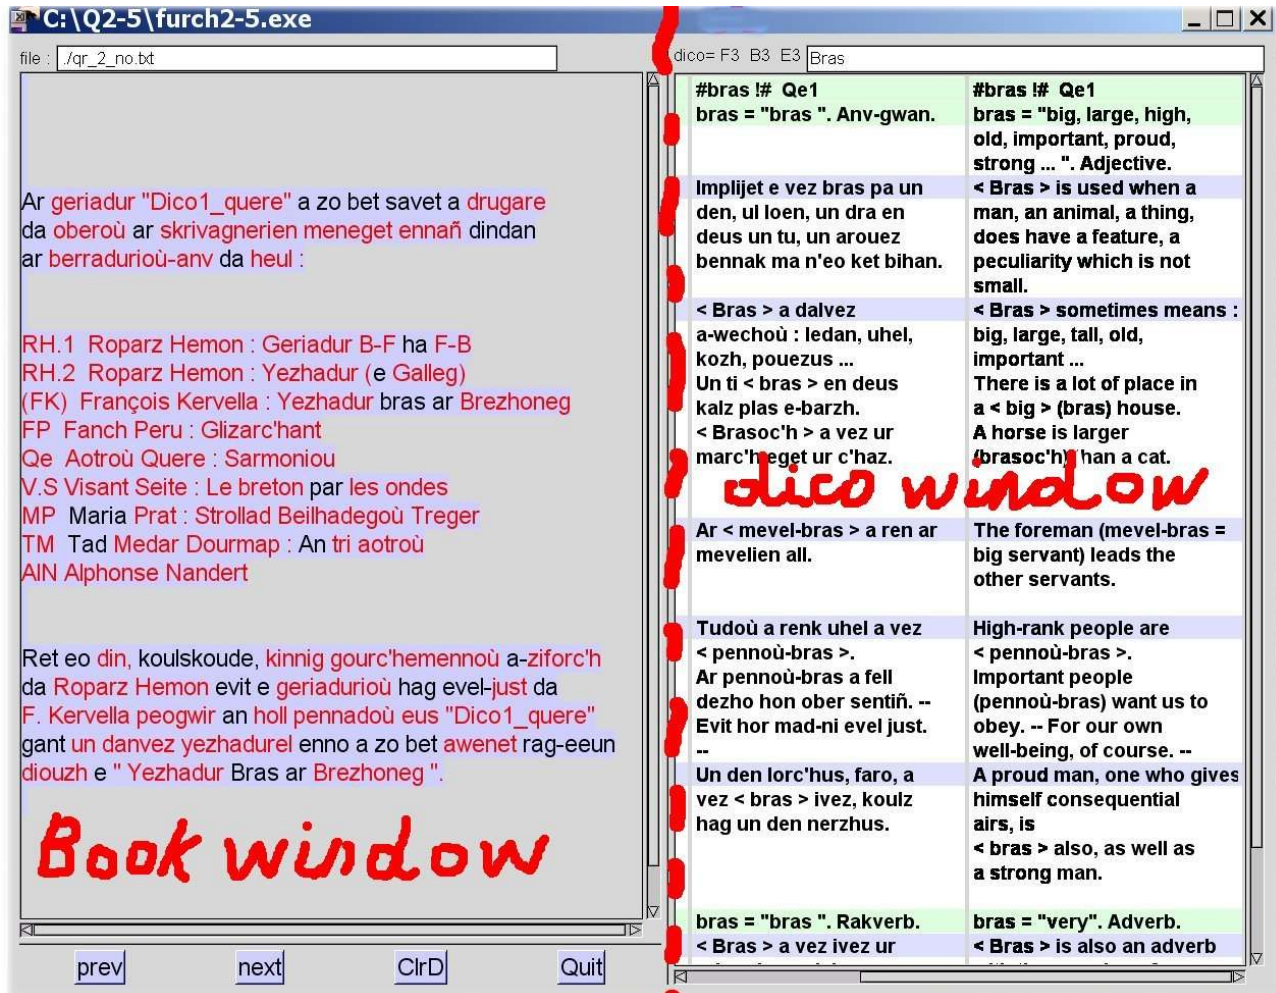 C:\Q2-5\furch2-5.exe
file : ./qr_2_no.txt
Ar geriadur "Dico1_quere" a zo bet savet a drugare
da oberoù ar skrivagnerien meneget ennañ dindan
ar berradurioù-anv da heul :
RH.1 Roparz Hemon : Geriadur B-F ha F-B
RH.2 Roparz Hemon : Yezhadur (e Galleg)
(FK) François Kervella : Yezhadur bras ar Brezhoneg
FP Fanch Peru : Glizarc'hant
Qe Aotroù Quere : Sarmoniou
V.S Visant Seite : Le breton par les ondes
MP Maria Prat : Strollad Beilhadegoù Treger
TM Tad Medar Dourmap : An tri aotroù
AlN Alphonse Nandert
Ret eo din, koulskoude, kinnig gourc'hemennoù a-ziforc'h
da Roparz Hemon evit e geriadurioù hag evel-just da
F. Kervella peogwir an holl pennadoù eus "Dico1_quere"
gant un danvez yezhadurel enno a zo bet awenet rag-eeun
diouzh e " Yezhadur Bras ar Brezhoneg ".
Book window
prev next ClrD Quit
dico= F3 B3 E3 Bras
#bras !# Qe1
bras = "bras ". Anv-gwan.
Implijet e vez bras pa un
den, ul loen, un dra en
deus un tu, un arouez
bennak ma n'eo ket bihan.
< Bras > a dalvez
a-wechoù : ledan, uhel,
kozh, pouezus ...
Un ti < bras > en deus
kalz plas e-barzh.
< Brasoc'h > a vez ur
marc'h eget ur c'haz.
Ar < mevel-bras > a ren ar
mevelien all.
Tudoù a renk uhel a vez
< pennoù-bras >.
Ar pennoù-bras a fell
dezho hon ober sentiñ. --
Evit hor mad-ni evel just.
--
Un den lorc'hus, faro, a
vez < bras > ivez, koulz
hag un den nerzhus.
bras = "bras ". Rakverb.
< Bras > a vez ivez ur
#bras !# Qe1
bras = "big, large, high,
old, important, proud,
strong ... ". Adjective.
< Bras > is used when a
man, an animal, a thing,
does have a feature, a
peculiarity which is not
small.
< Bras > sometimes means :
big, large, tall, old,
important ...
There is a lot of place in
a < big > (bras) house.
A horse is larger
(brasoc'h) than a cat.
The foreman (mevel-bras =
big servant) leads the
other servants.
High-rank people are
< pennoù-bras >.
Important people
(pennoù-bras) want us to
obey. -- For our own
well-being, of course. --
A proud man, one who gives
himself consequential
airs, is
< bras > also, as well as
a strong man.
bras = "very". Adverb.
< Bras > is also an adverb
dico window